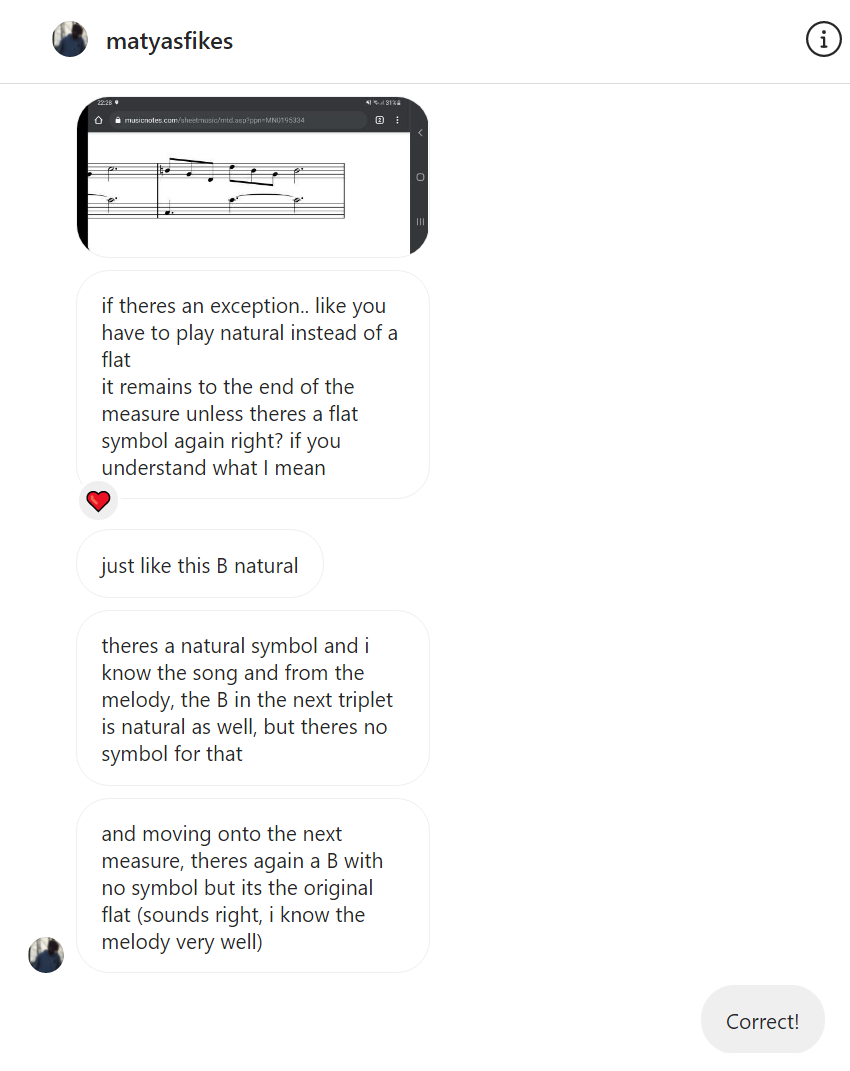 matyasfikes
22:28
31%
musicnotes.com/sheetmusic/mtd.asp?ppn=MN0195334
2
if theres an exception.. like you
have to play natural instead of a
flat
it remains to the end of the
measure unless theres a flat
symbol again right? if you
understand what I mean
just like this B natural
theres a natural symbol and i
know the song and from the
melody, the B in the next triplet
is natural as well, but theres no
symbol for that
and moving onto the next
measure, theres again a B with
no symbol but its the original
flat (sounds right, i know the
melody very well)
Correct!